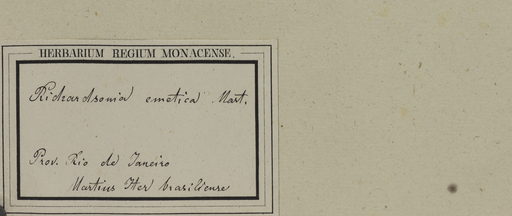 HERBARIUM REGIUM MONACENSE.
Richardsonia emetica Mart.
Prov. Rio de Janeiro
Martius Iter brasiliense